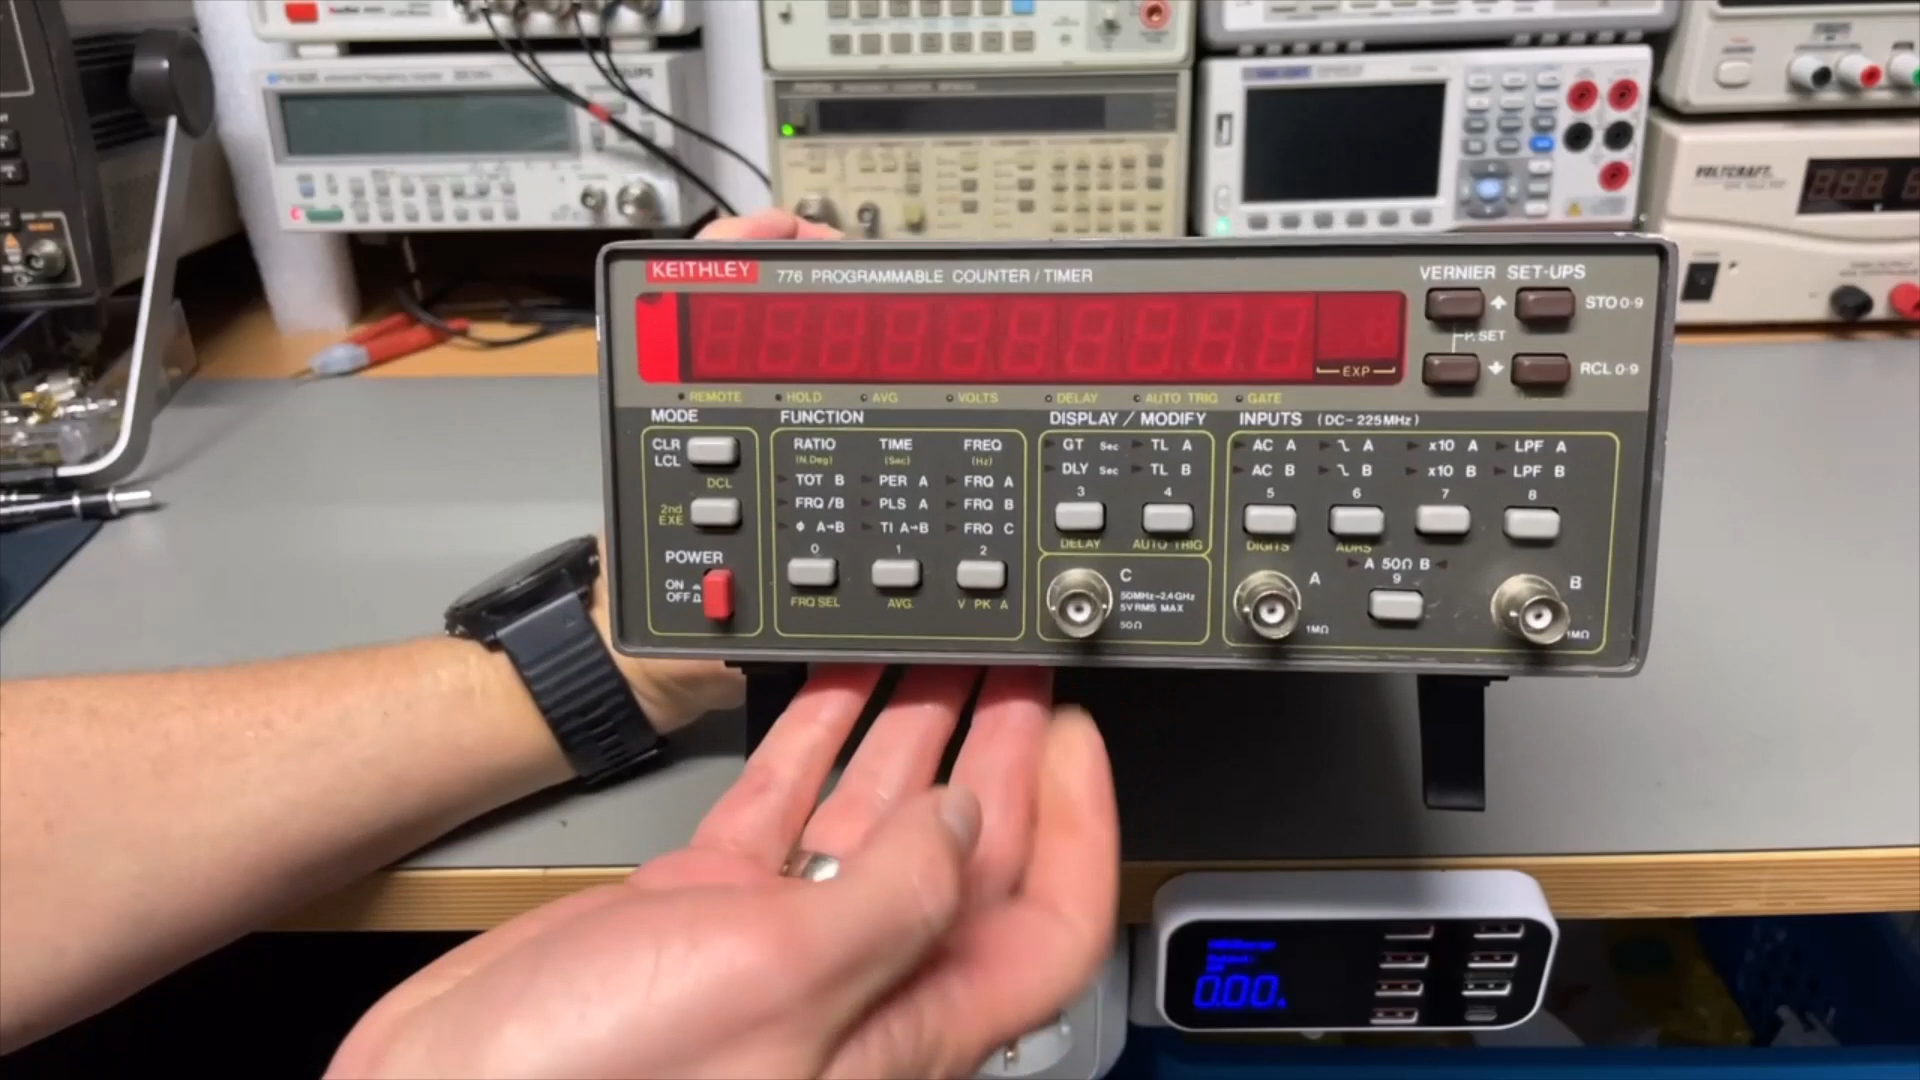 KEITHLEY 776 PROGRAMMABLE COUNTER / TIMER
VERNIER SET-UPS
STO 0-9
P.SET
RCL 0-9
EXP
REMOTE HOLD AVG VOLTS DELAY AUTO TRIG GATE
MODE FUNCTION DISPLAY / MODIFY INPUTS (DC-225MHz)
CLR
LCL
DCL
2nd
EXE
POWER
ON
OFF
RATIO TIME FREQ
(N.Deg) (Sec) (Hz)
TOT B PER A FRQ A
FRQ /B PLS A FRQ B
Φ A→B TI A→B FRQ C
0 1 2
FRQ SEL AVG. V PK A
GT Sec TL A
DLY Sec TL B
3 4
DELAY AUTO TRIG
AC A ㄟ A x10 A LPF A
AC B ㄟ B x10 B LPF B
5 6 7 8
DIGITS ADRS
A 50Ω B
9
C
50MHz-2.4GHz
5V RMS MAX
50Ω
A
1MΩ
B
1MΩ
VOLTCRAFT
0.00